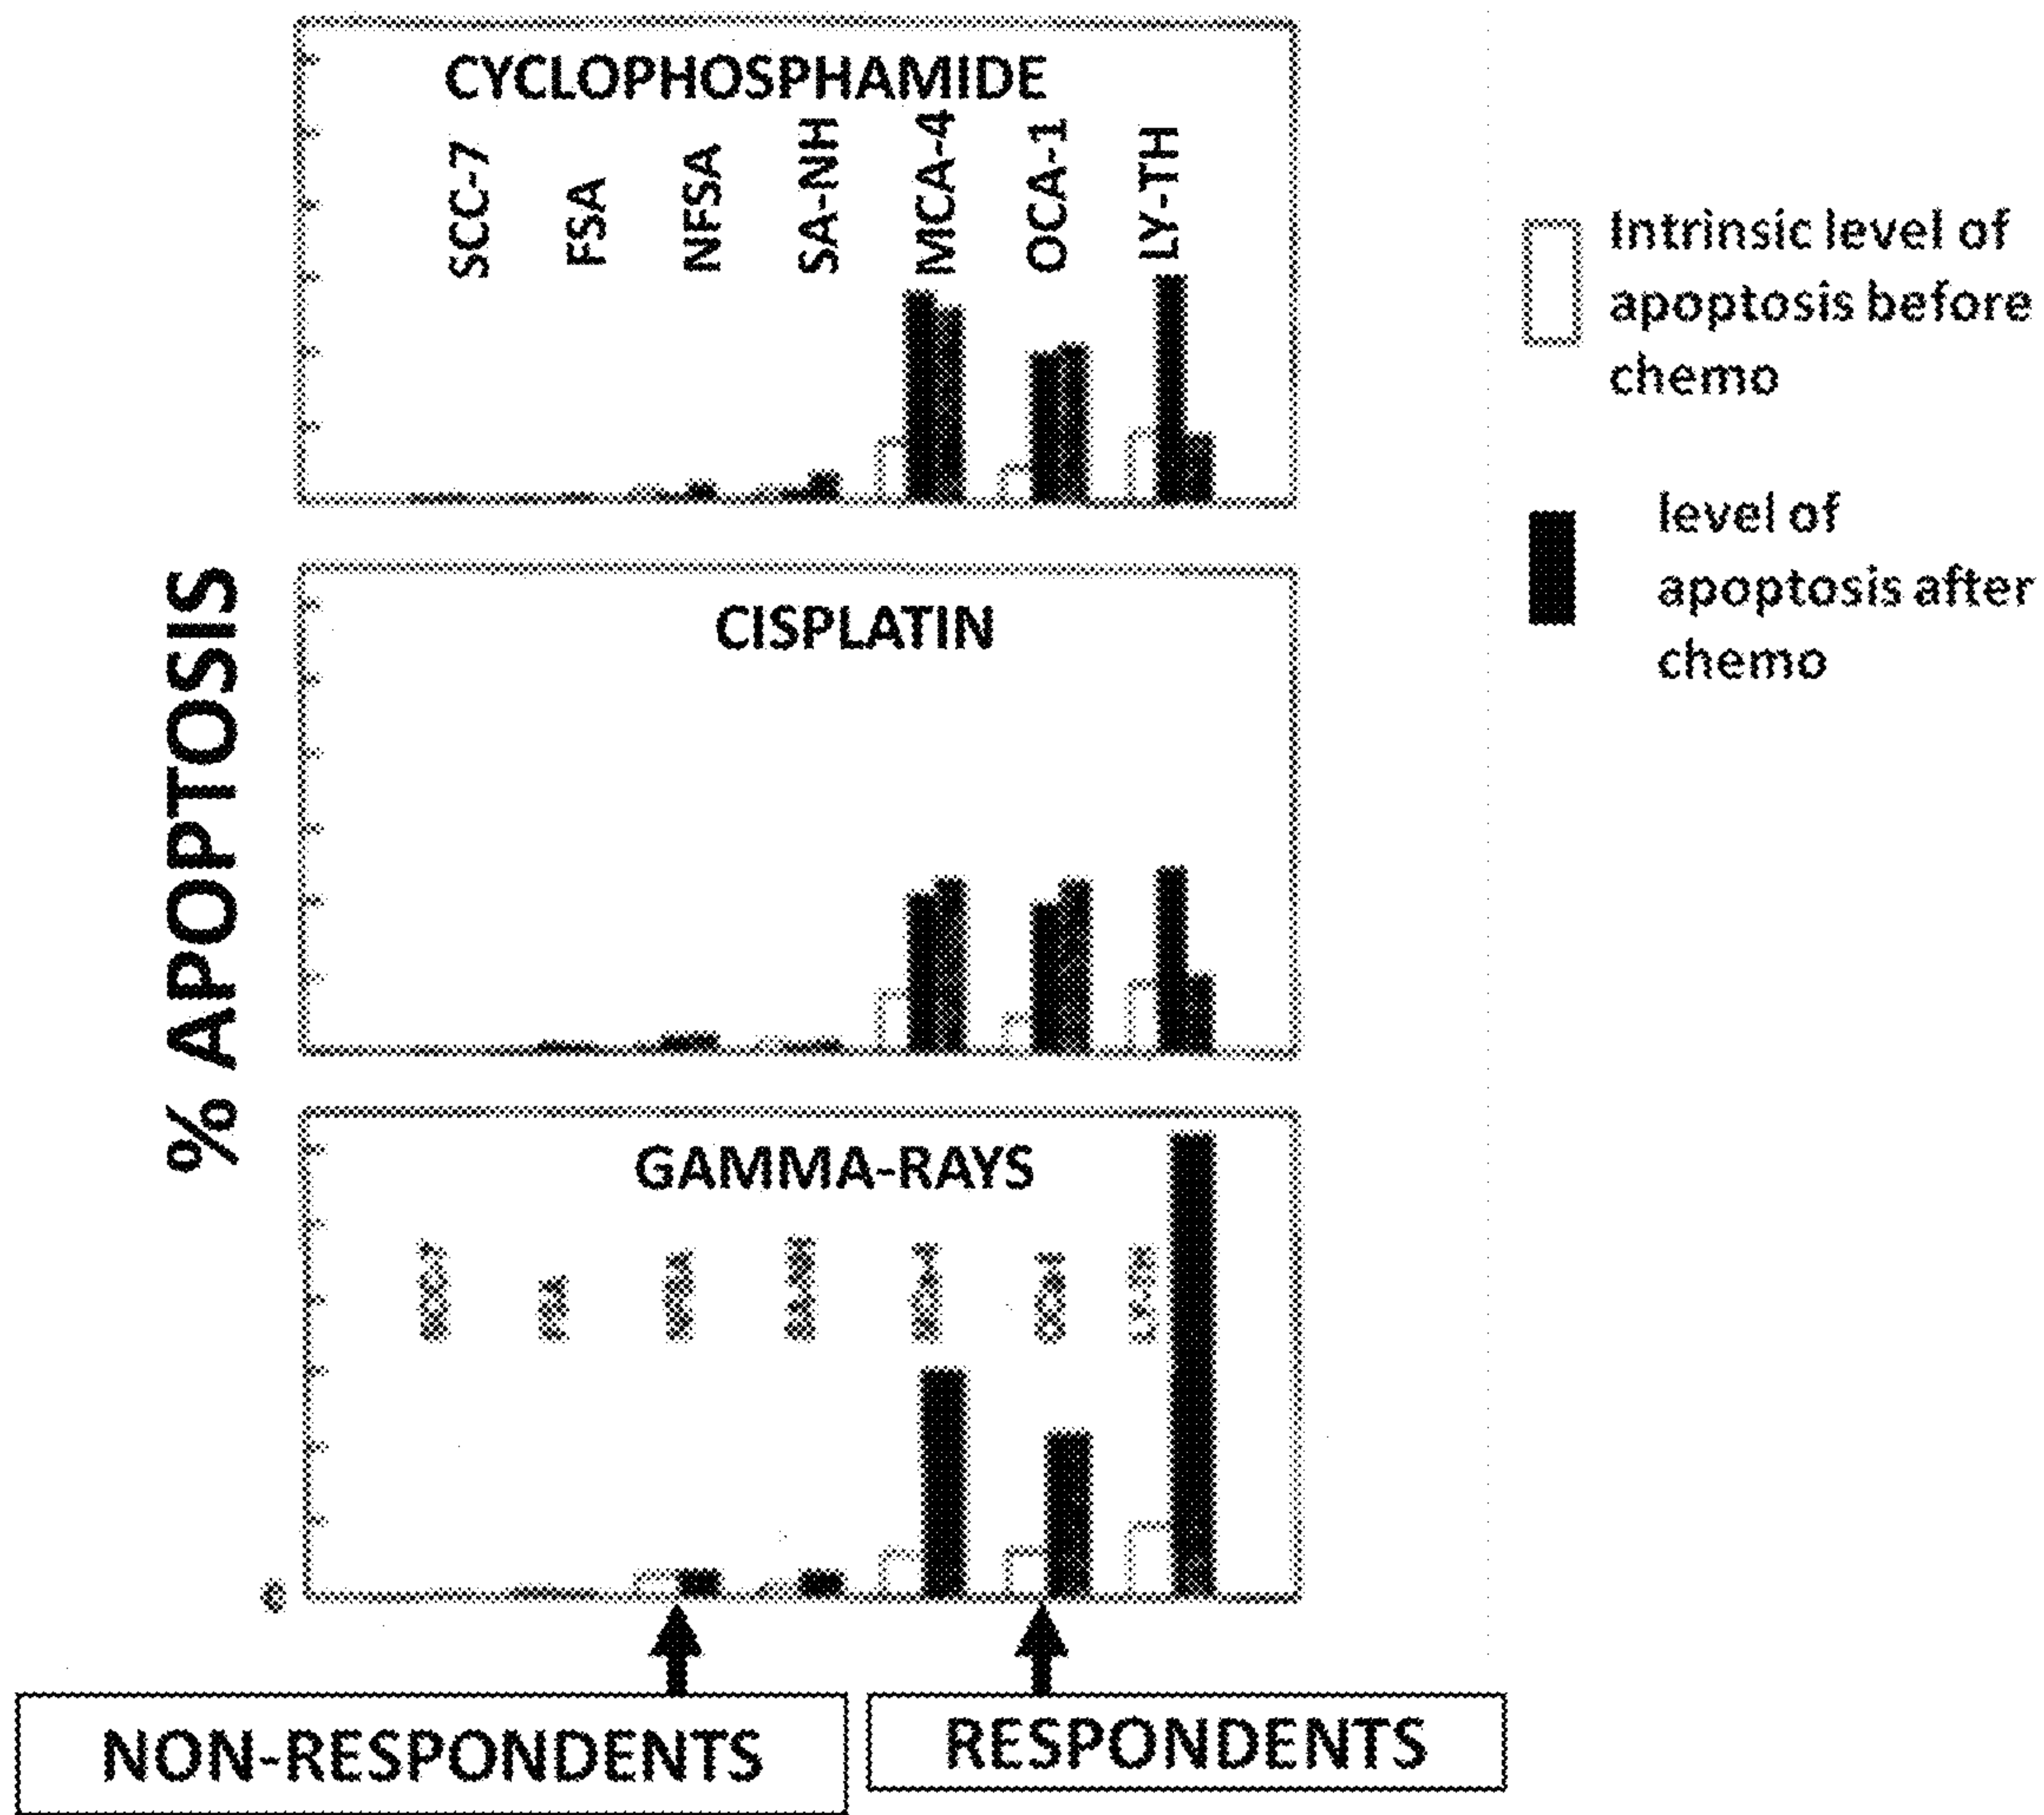 CYCLOPHOSPHAMIDE
SCC-7
FSA
NFSA
SA-NH
MCA-4
OCA-1
LY-TH
Intrinsic level of
apoptosis before
chemo
level of
apoptosis after
chemo
% APOPTOSIS
CISPLATIN
GAMMA-RAYS
NON-RESPONDENTS
RESPONDENTS